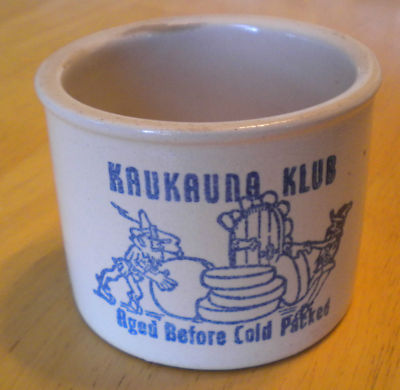 KAUKAUNA KLUB
Aged Before Cold Packed